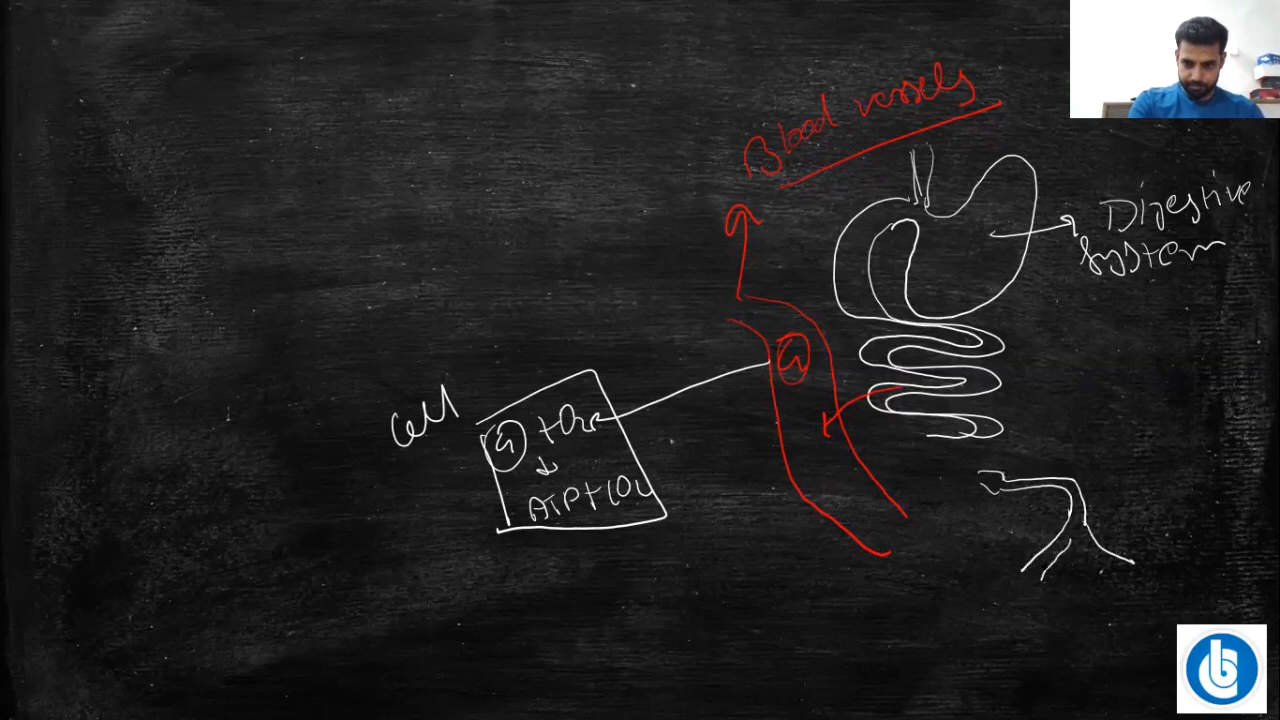 Blood vessels
Digestive
System
Cell
G + O2
ATP + CO2
G